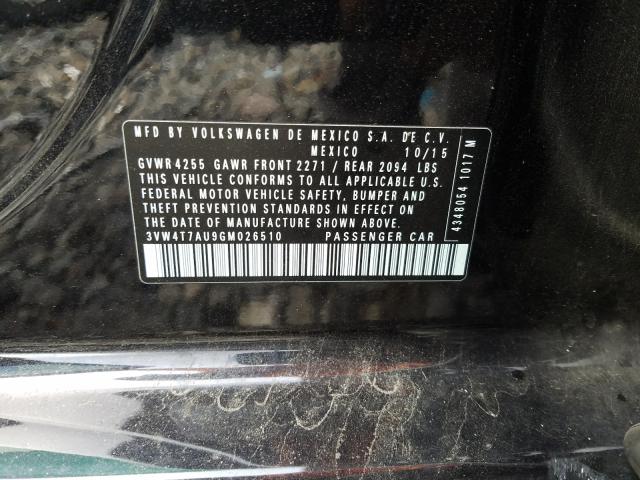 MFD BY VOLKSWAGEN DE MEXICO S.A. DE C.V.
MEXICO 10/15
GVWR 4255 GAWR FRONT 2271 / REAR 2094 LBS
THIS VEHICLE CONFORMS TO ALL APPLICABLE U.S.
FEDERAL MOTOR VEHICLE SAFETY, BUMPER AND
THEFT PREVENTION STANDARDS IN EFFECT ON
THE DATE OF MANUFACTURE SHOWN ABOVE.
3VW4T7AU9GM026510 PASSENGER CAR
4348054 1017 M